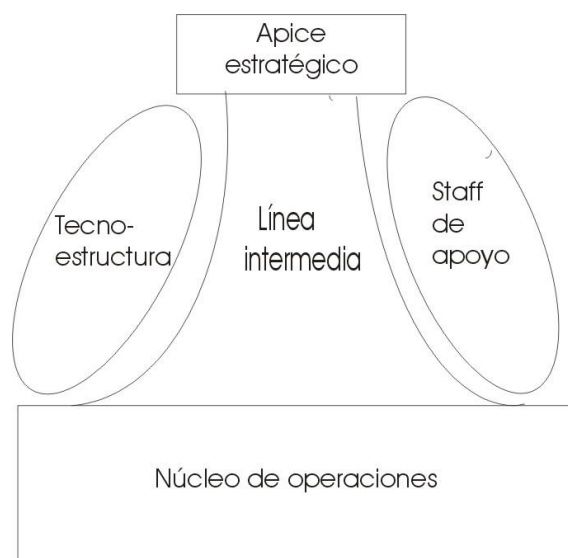 Apice
estratégico
Tecno-
estructura
Línea
intermedia
Staff
de
apoyo
Núcleo de operaciones